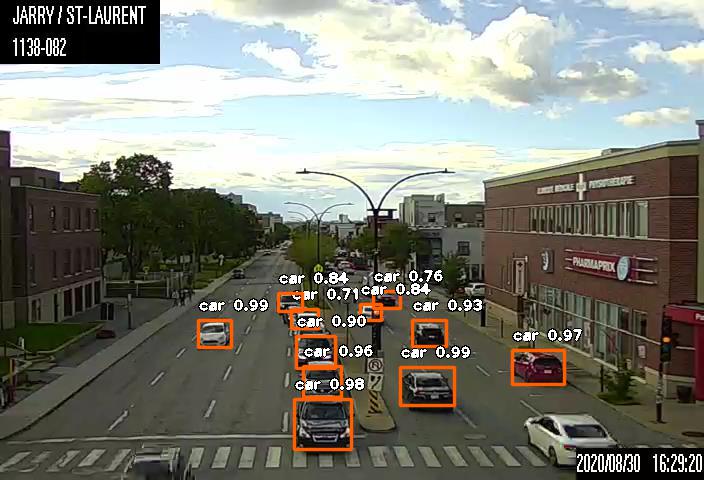 JARRY / ST-LAURENT
1138-082
PHYSIOTHERAPIE
PHARMAPRIX
car 0.76
car 0.84
car 0.84
car 0.71
car 0.99
car 0.93
car 0.90
car 0.97
car 0.96
car 0.99
car 0.98
2020/08/30 16:29:20